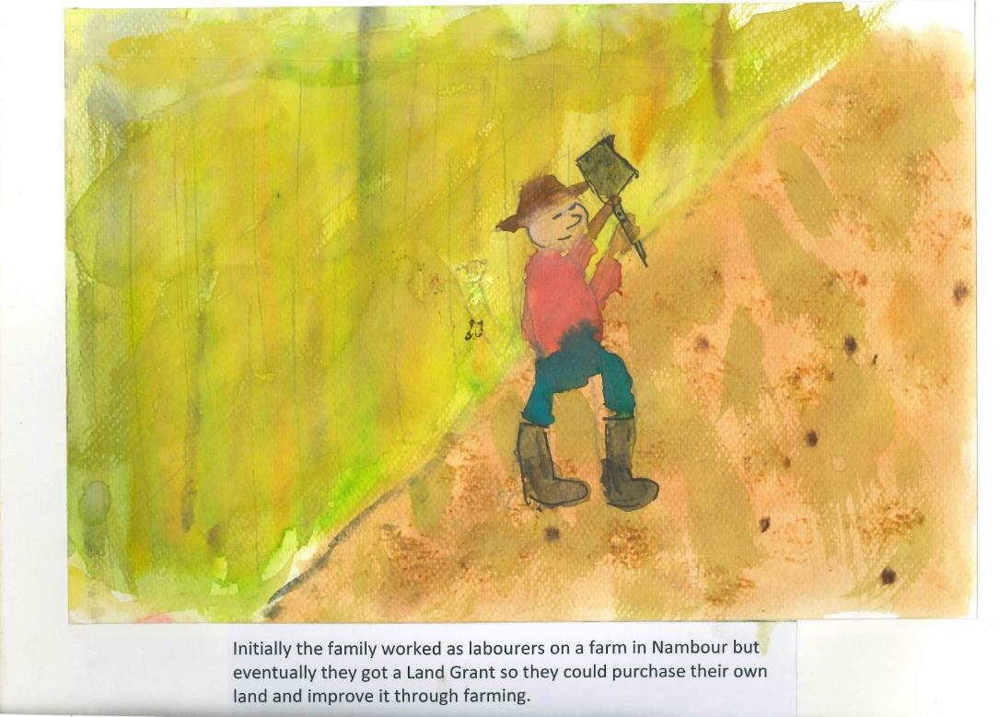 Initially the family worked as labourers on a farm in Nambour but
eventually they got a Land Grant so they could purchase their own
land and improve it through farming.